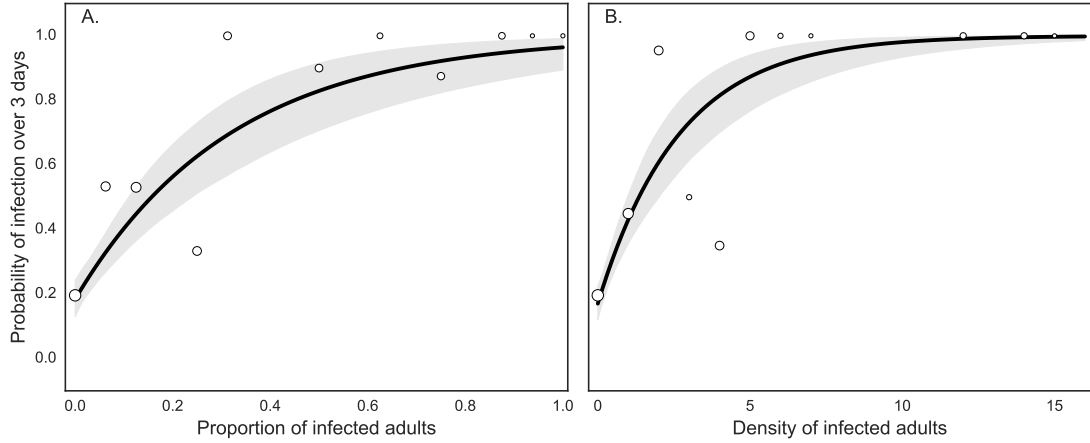 A.
B.
Probability of infection over 3 days
1.0
0.8
0.6
0.4
0.2
0.0
0.0 0.2 0.4 0.6 0.8 1.0
0 5 10 15
Proportion of infected adults
Density of infected adults